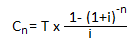 Cn = T x 1- (1+i)^-n / i